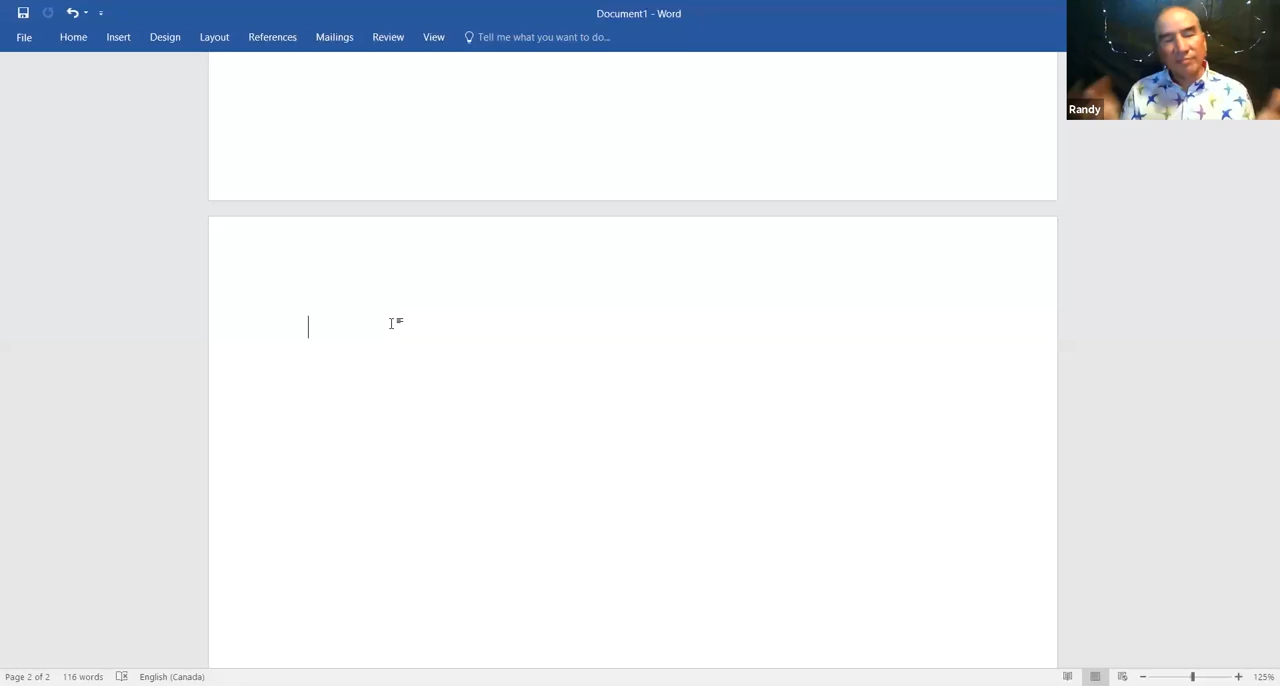 Document1 - Word
File Home Insert Design Layout References Mailings Review View Tell me what you want to do...
Randy
Page 2 of 2 116 words English (Canada) 125%